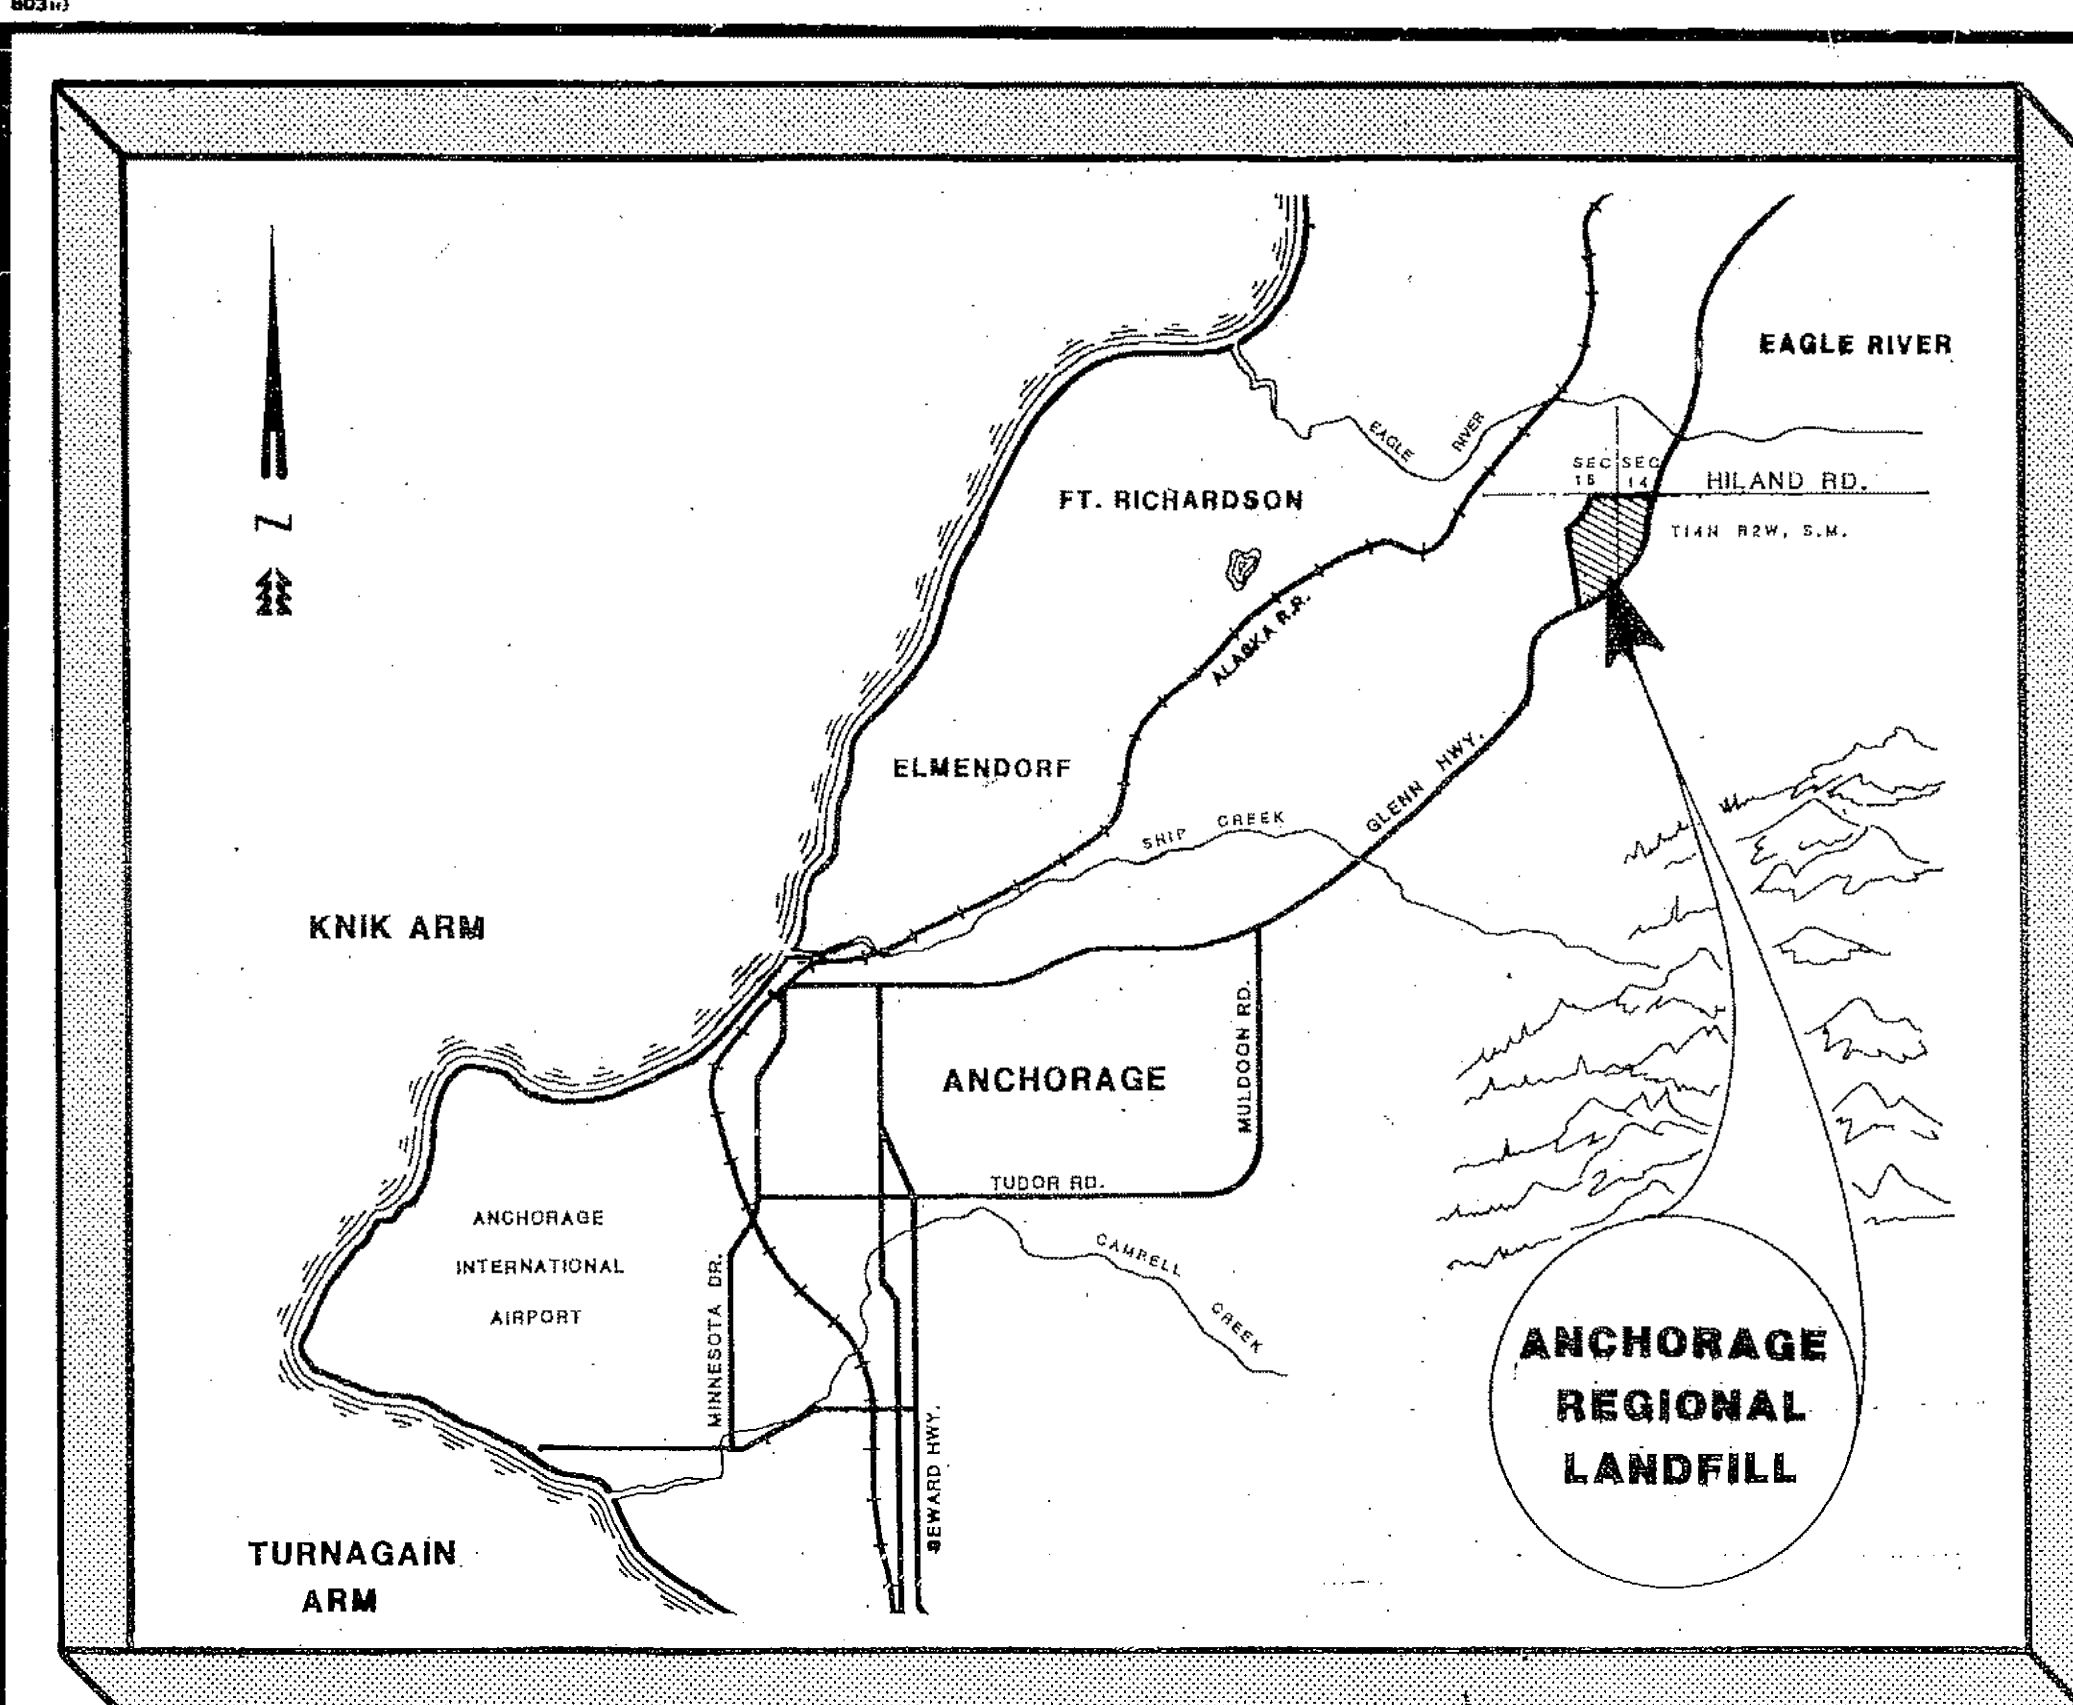 N
EAGLE RIVER
EAGLE RIVER
SEC SEC
15 14
HILAND RD.
FT. RICHARDSON
T14N R2W, S.M.
ALASKA R.R.
GLENN HWY.
ELMENDORF
SHIP CREEK
KNIK ARM
ANCHORAGE
MULDOON RD.
TUDOR RD.
ANCHORAGE
INTERNATIONAL
AIRPORT
MINNESOTA DR.
CAMPELL
CREEK
SEWARD HWY.
ANCHORAGE
REGIONAL
LANDFILL
TURNAGAIN
ARM